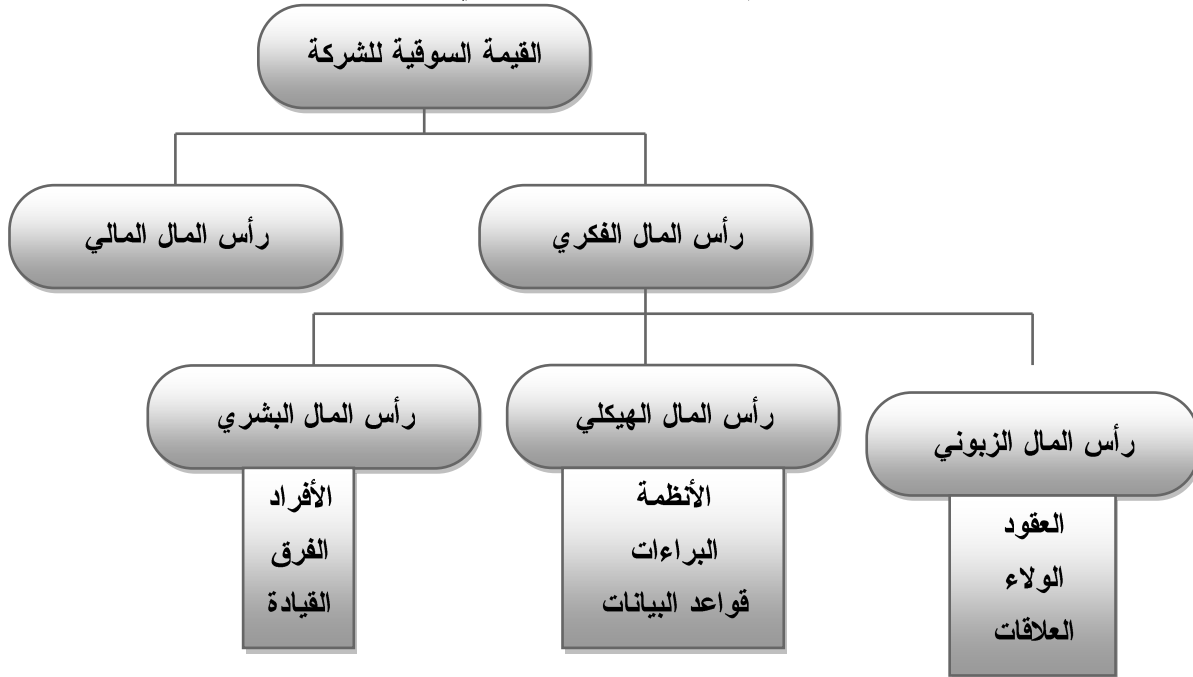 القيمة السوقية للشركة
رأس المال الفكري
رأس المال المالي
رأس المال الزبوني
العقود
الولاء
العلاقات
رأس المال الهيكلي
الأنظمة
البراءات
قواعد البيانات
رأس المال البشري
الأفراد
الفرق
القيادة